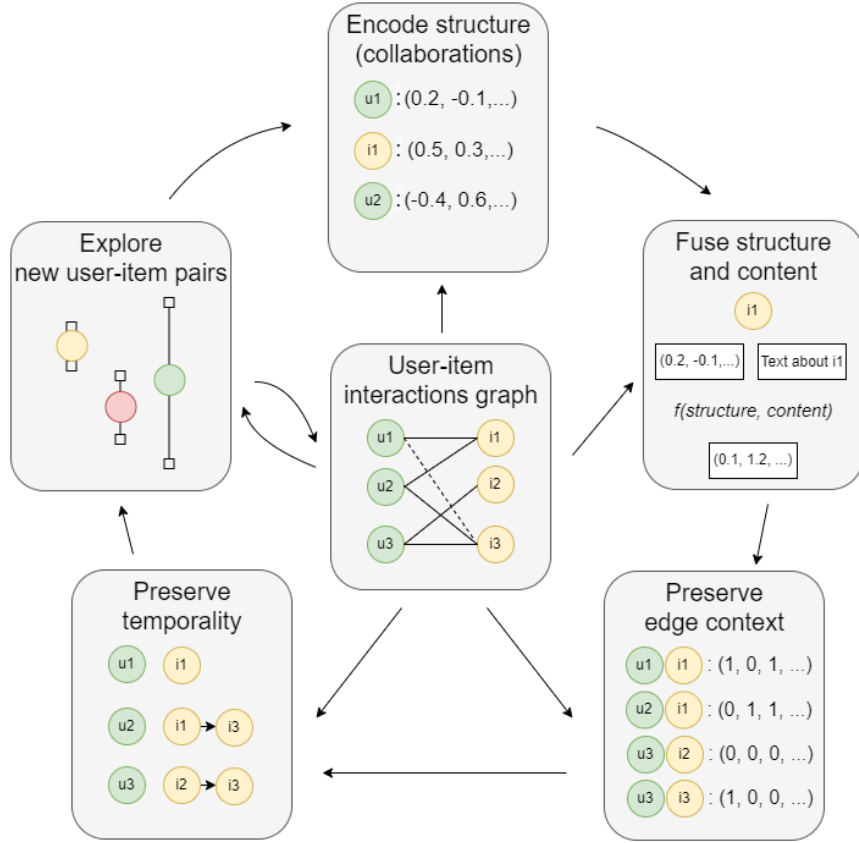 Encode structure
(collaborations)
u1 : (0.2, -0.1,...)
i1 : (0.5, 0.3,...)
u2 : (-0.4, 0.6,...)
Explore
new user-item pairs
Fuse structure
and content
i1
(0.2, -0.1,...) Text about i1
f(structure, content)
(0.1, 1.2, ...)
User-item
interactions graph
u1 i1
u2 i2
u3 i3
Preserve
temporality
u1 i1
u2 i1 i3
u3 i2 i3
Preserve
edge context
u1 i1 : (1, 0, 1, ...)
u2 i1 : (0, 1, 1, ...)
u3 i2 : (0, 0, 0, ...)
u3 i3 : (1, 0, 0, ...)